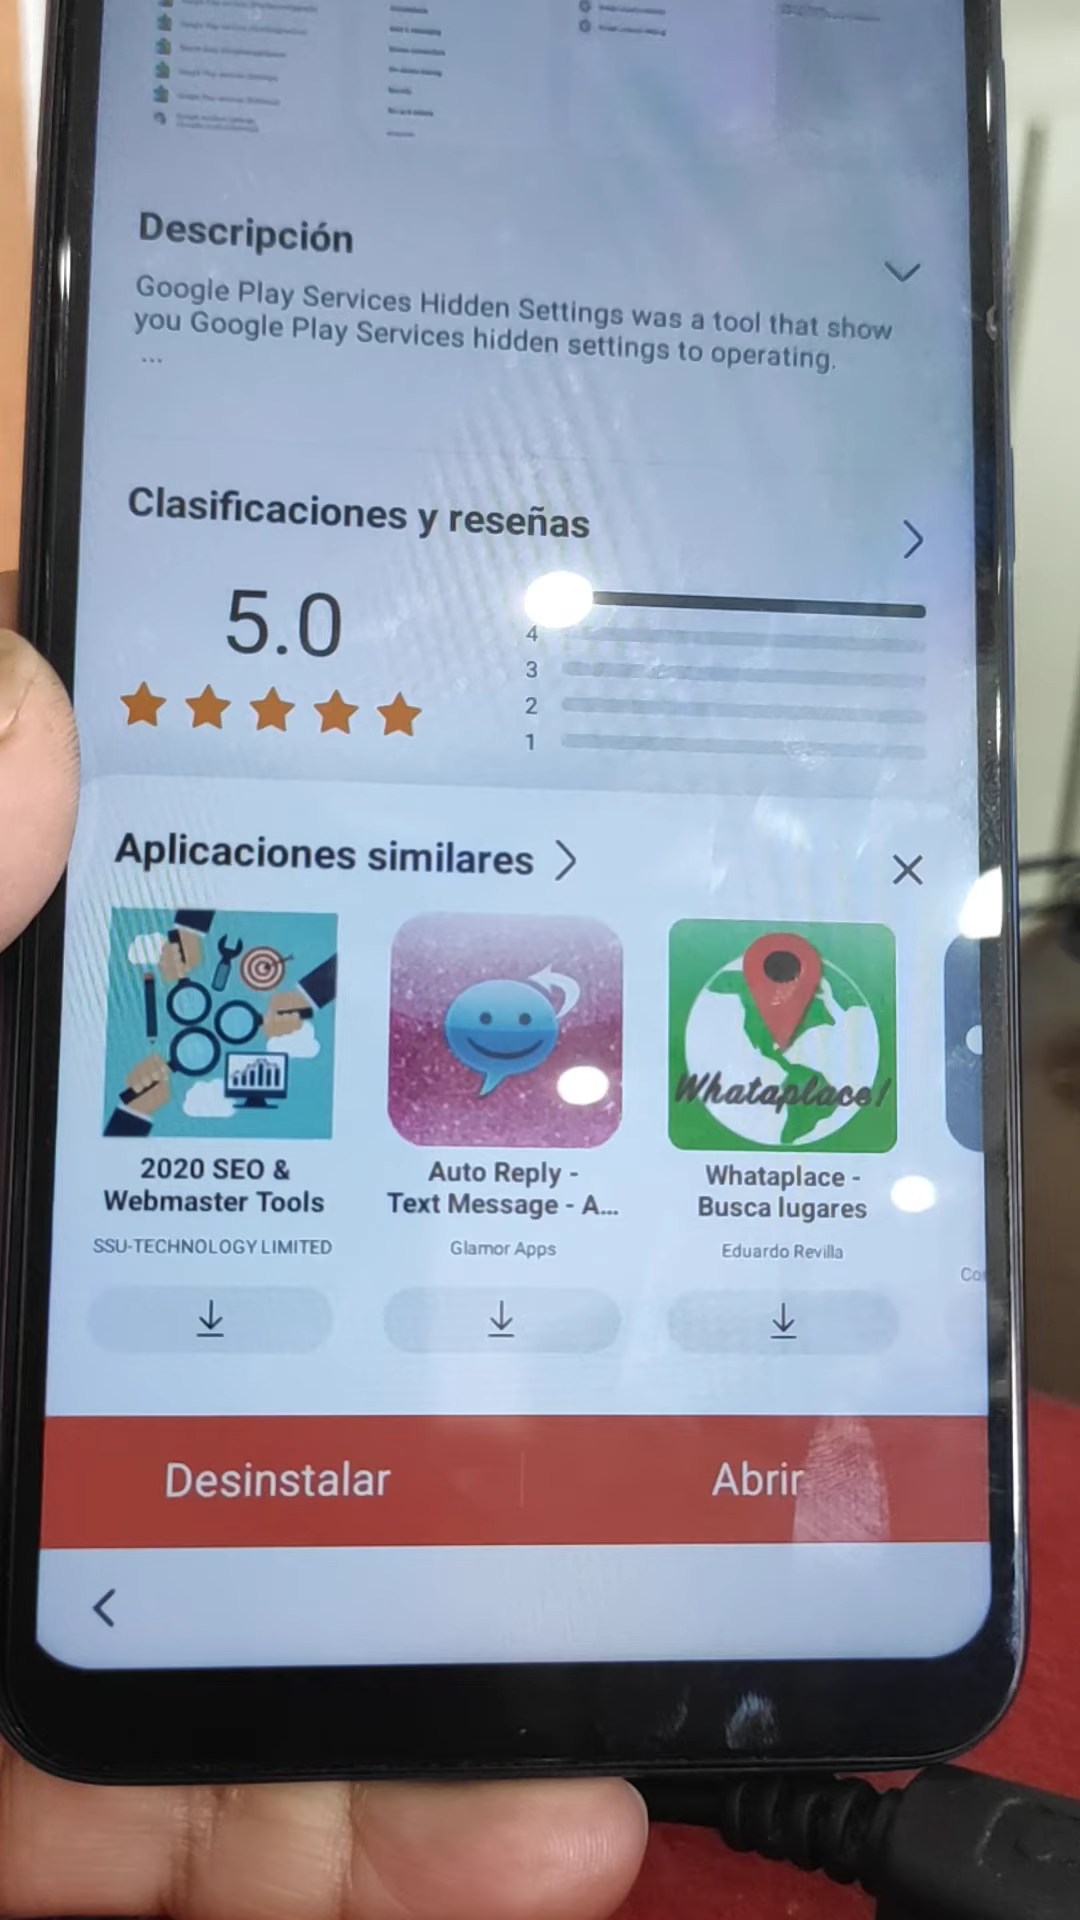 Descripción
Google Play Services Hidden Settings was a tool that show
you Google Play Services hidden settings to operating.
...
Clasificaciones y reseñas
5.0
4
3
2
1
Aplicaciones similares
Whataplace!
2020 SEO &
Webmaster Tools
SSU-TECHNOLOGY LIMITED
Auto Reply -
Text Message - A...
Glamor Apps
Whataplace -
Busca lugares
Eduardo Revilla
Desinstalar
Abrir